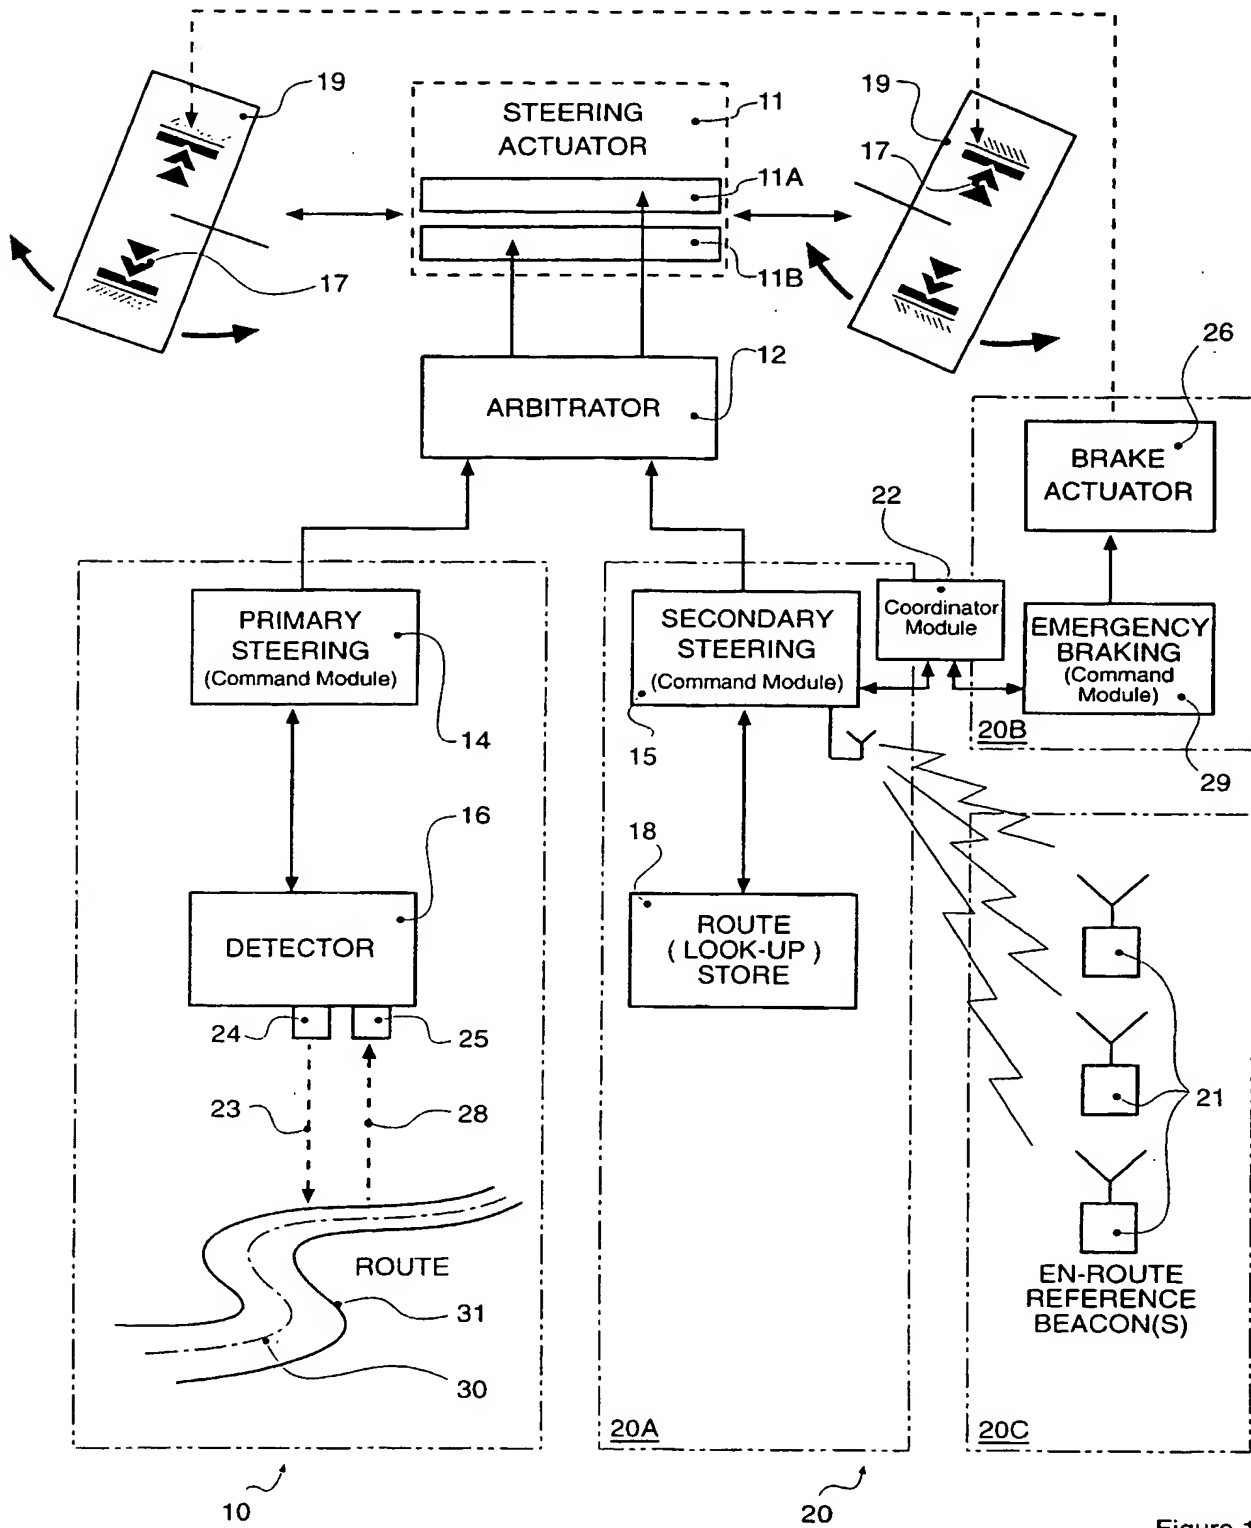 19
STEERING
ACTUATOR
11
11A
11B
17
19
17
12
ARBITRATOR
26
BRAKE
ACTUATOR
22
PRIMARY
STEERING
(Command Module)
14
SECONDARY
STEERING
(Command Module)
15
Coordinator
Module
EMERGENCY
BRAKING
(Command
Module)
20B
29
16
DETECTOR
24
25
18
ROUTE
( LOOK-UP )
STORE
23
28
21
ROUTE
31
30
EN-ROUTE
REFERENCE
BEACON(S)
20A
20C
10
20
Figure 1